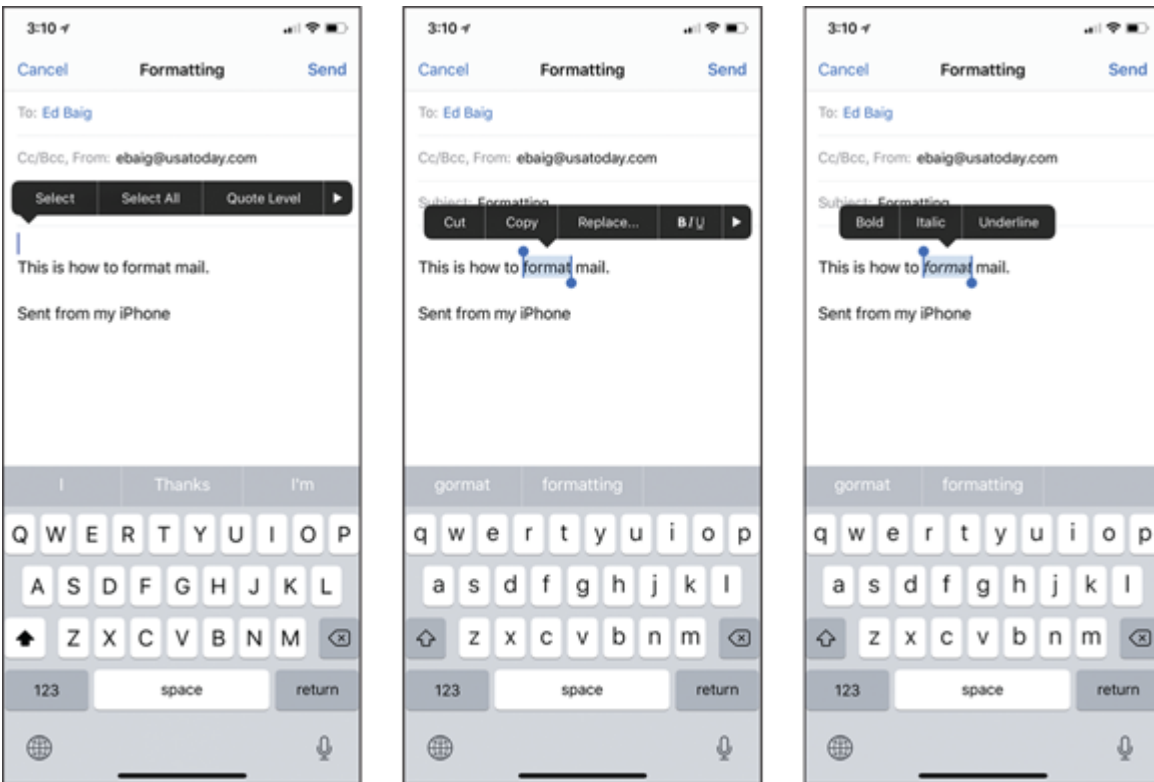 3:10
Cancel Formatting Send
To: Ed Baig
Cc/Bcc, From: ebaig@usatoday.com
Select Select All Quote Level
This is how to format mail.
Sent from my iPhone
I Thanks I'm
Q W E R T Y U I O P
A S D F G H J K L
Z X C V B N M
123 space return
3:10
Cancel Formatting Send
To: Ed Baig
Cc/Bcc, From: ebaig@usatoday.com
Subject: Formatting
Cut Copy Replace... B I U
This is how to format mail.
Sent from my iPhone
gormat formatting
q w e r t y u i o p
a s d f g h j k l
z x c v b n m
123 space return
3:10
Cancel Formatting Send
To: Ed Baig
Cc/Bcc, From: ebaig@usatoday.com
Subject: Formatting
Bold Italic Underline
This is how to format mail.
Sent from my iPhone
gormat formatting
q w e r t y u i o p
a s d f g h j k l
z x c v b n m
123 space return